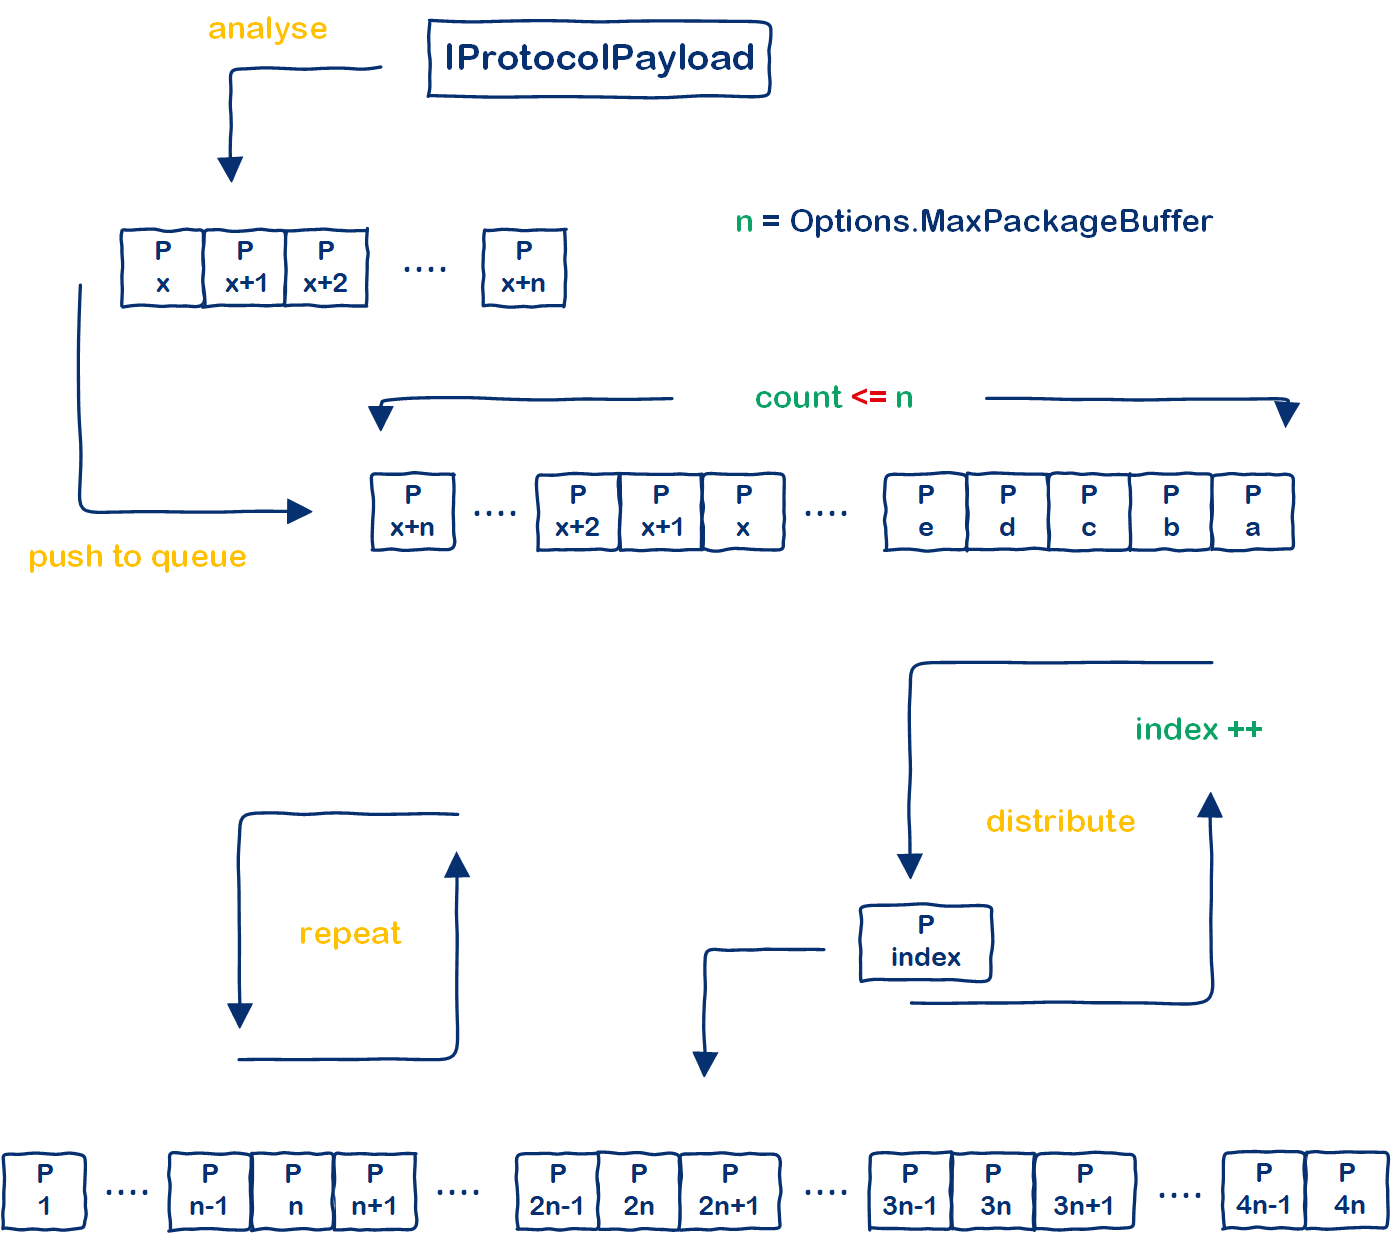 analyse
IProtocolPayload
n = Options.MaxPackageBuffer
P P P P
x x+1 x+2 .... x+n
count <= n
P P P P P P P P P
x+n .... x+2 x+1 x .... e d c b a
push to queue
index ++
distribute
repeat
P
index
P P P P P P P P P P P P
1 .... n-1 n n+1 .... 2n-1 2n 2n+1 .... 3n-1 3n 3n+1 .... 4n-1 4n